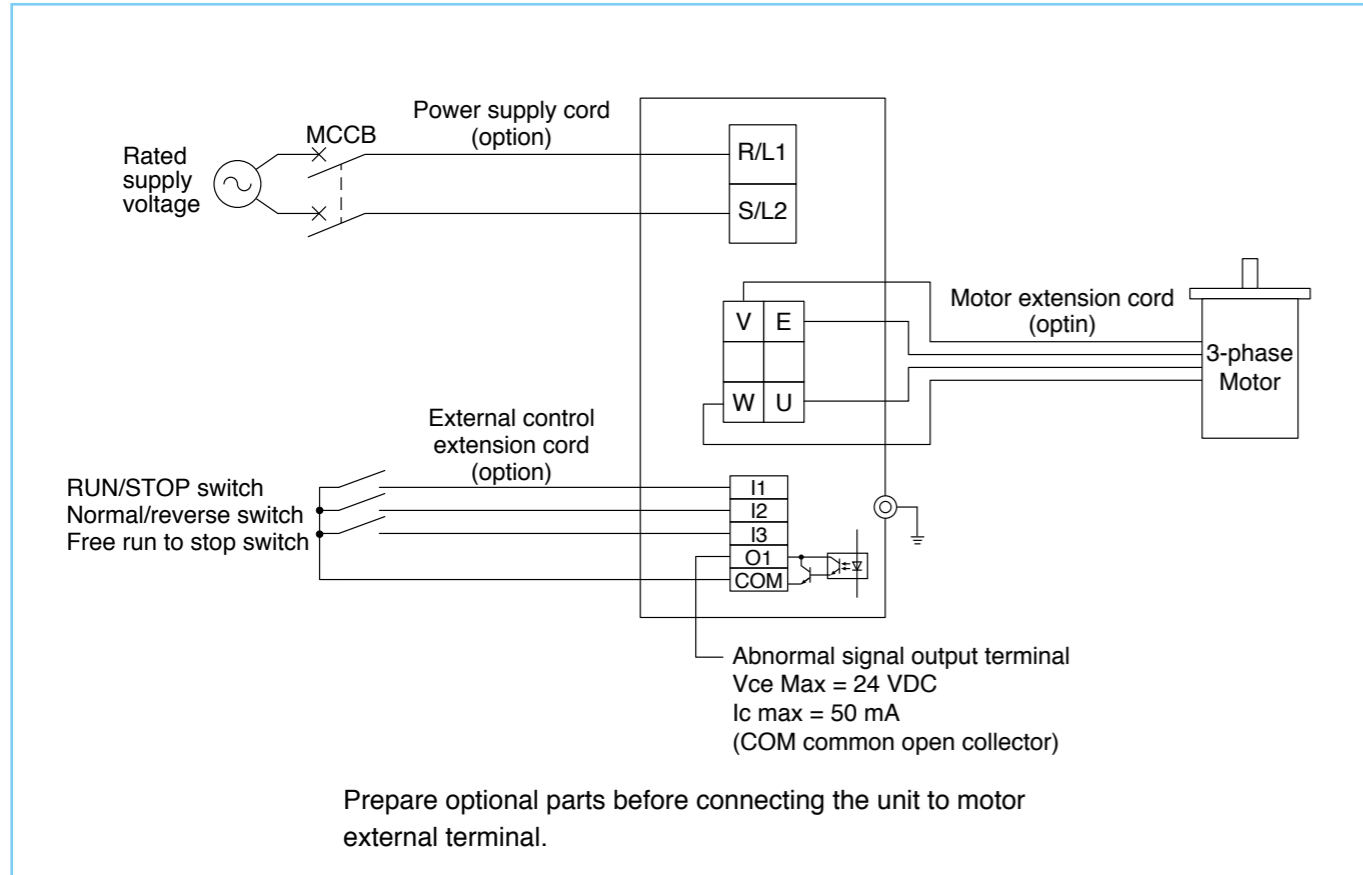 Power supply cord
(option)
MCCB
Rated
supply
voltage
R/L1
S/L2
Motor extension cord
(optin)
V E
W U
3-phase
Motor
External control
extension cord
(option)
RUN/STOP switch
Normal/reverse switch
Free run to stop switch
I1
I2
I3
O1
COM
Abnormal signal output terminal
Vce Max = 24 VDC
Ic max = 50 mA
(COM common open collector)
Prepare optional parts before connecting the unit to motor
external terminal.